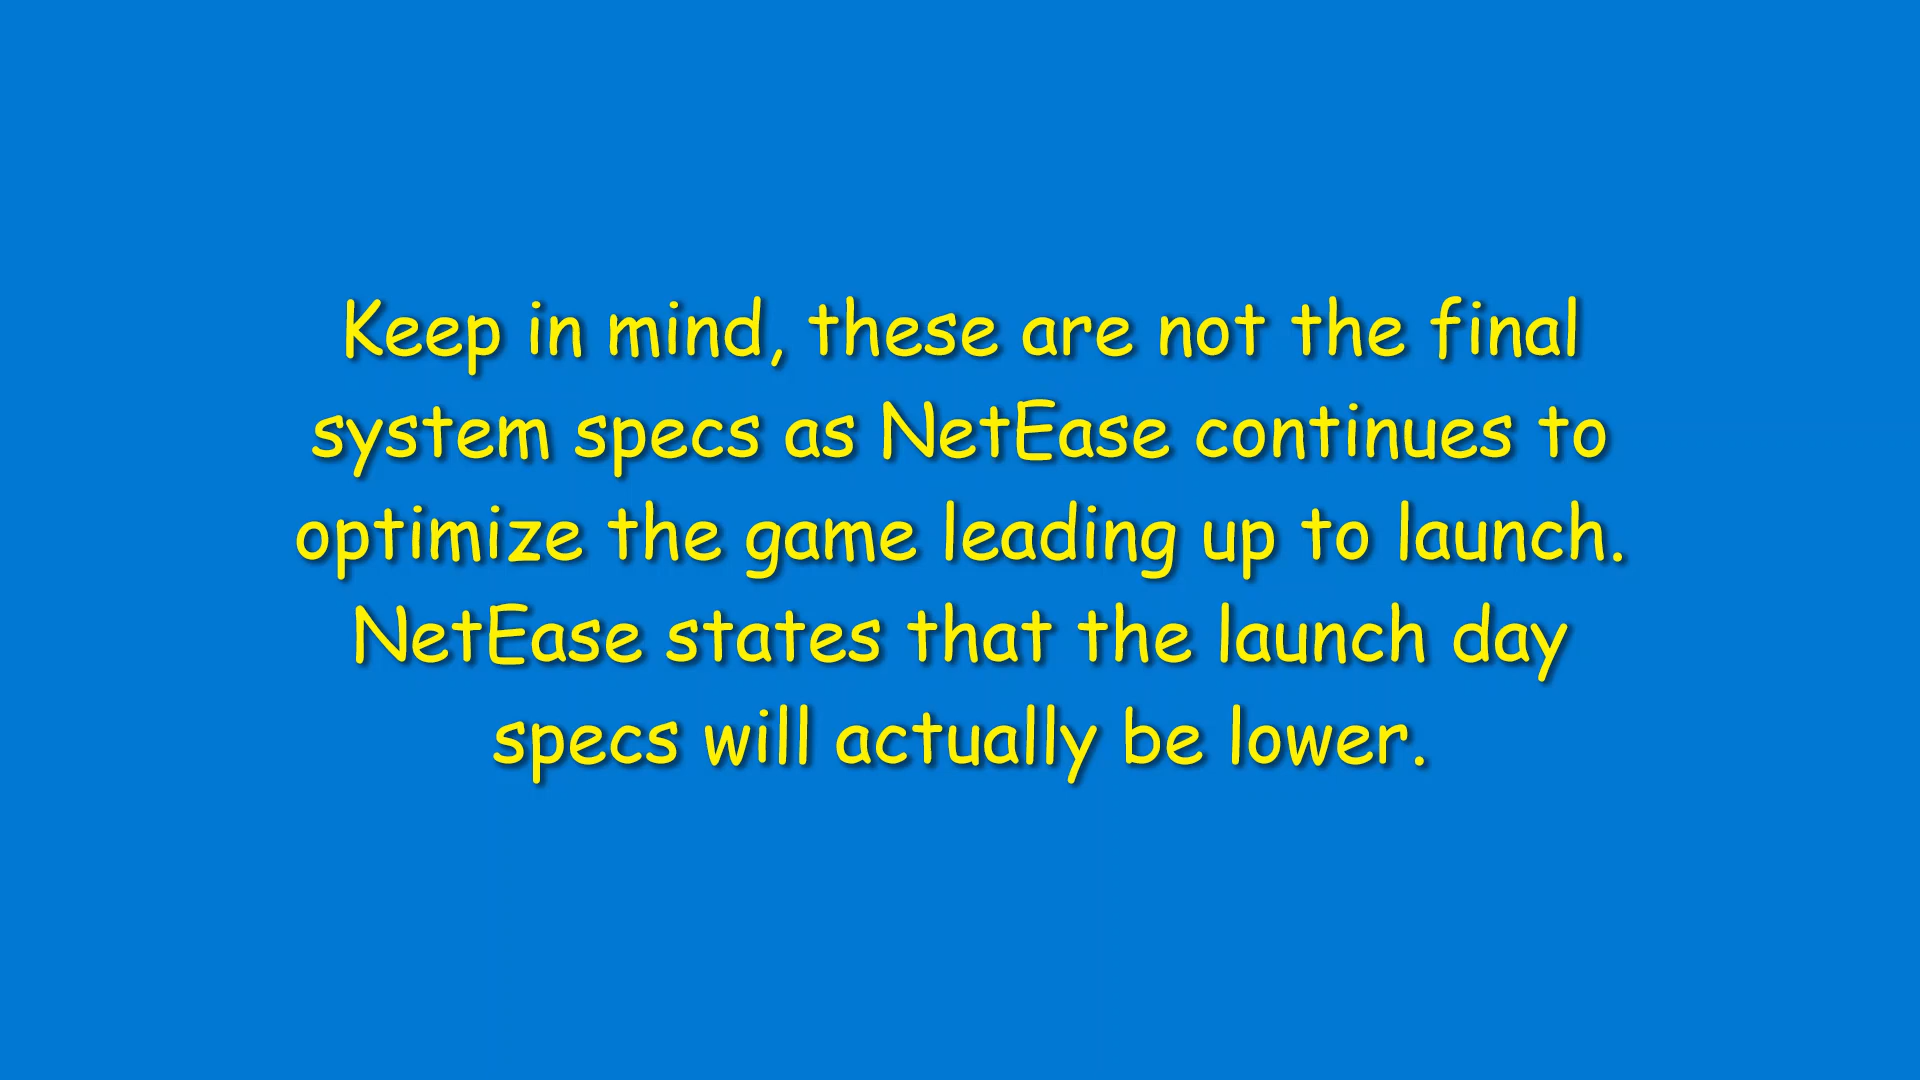 Keep in mind, these are not the final
system specs as NetEase continues to
optimize the game leading up to launch.
NetEase states that the launch day
specs will actually be lower.